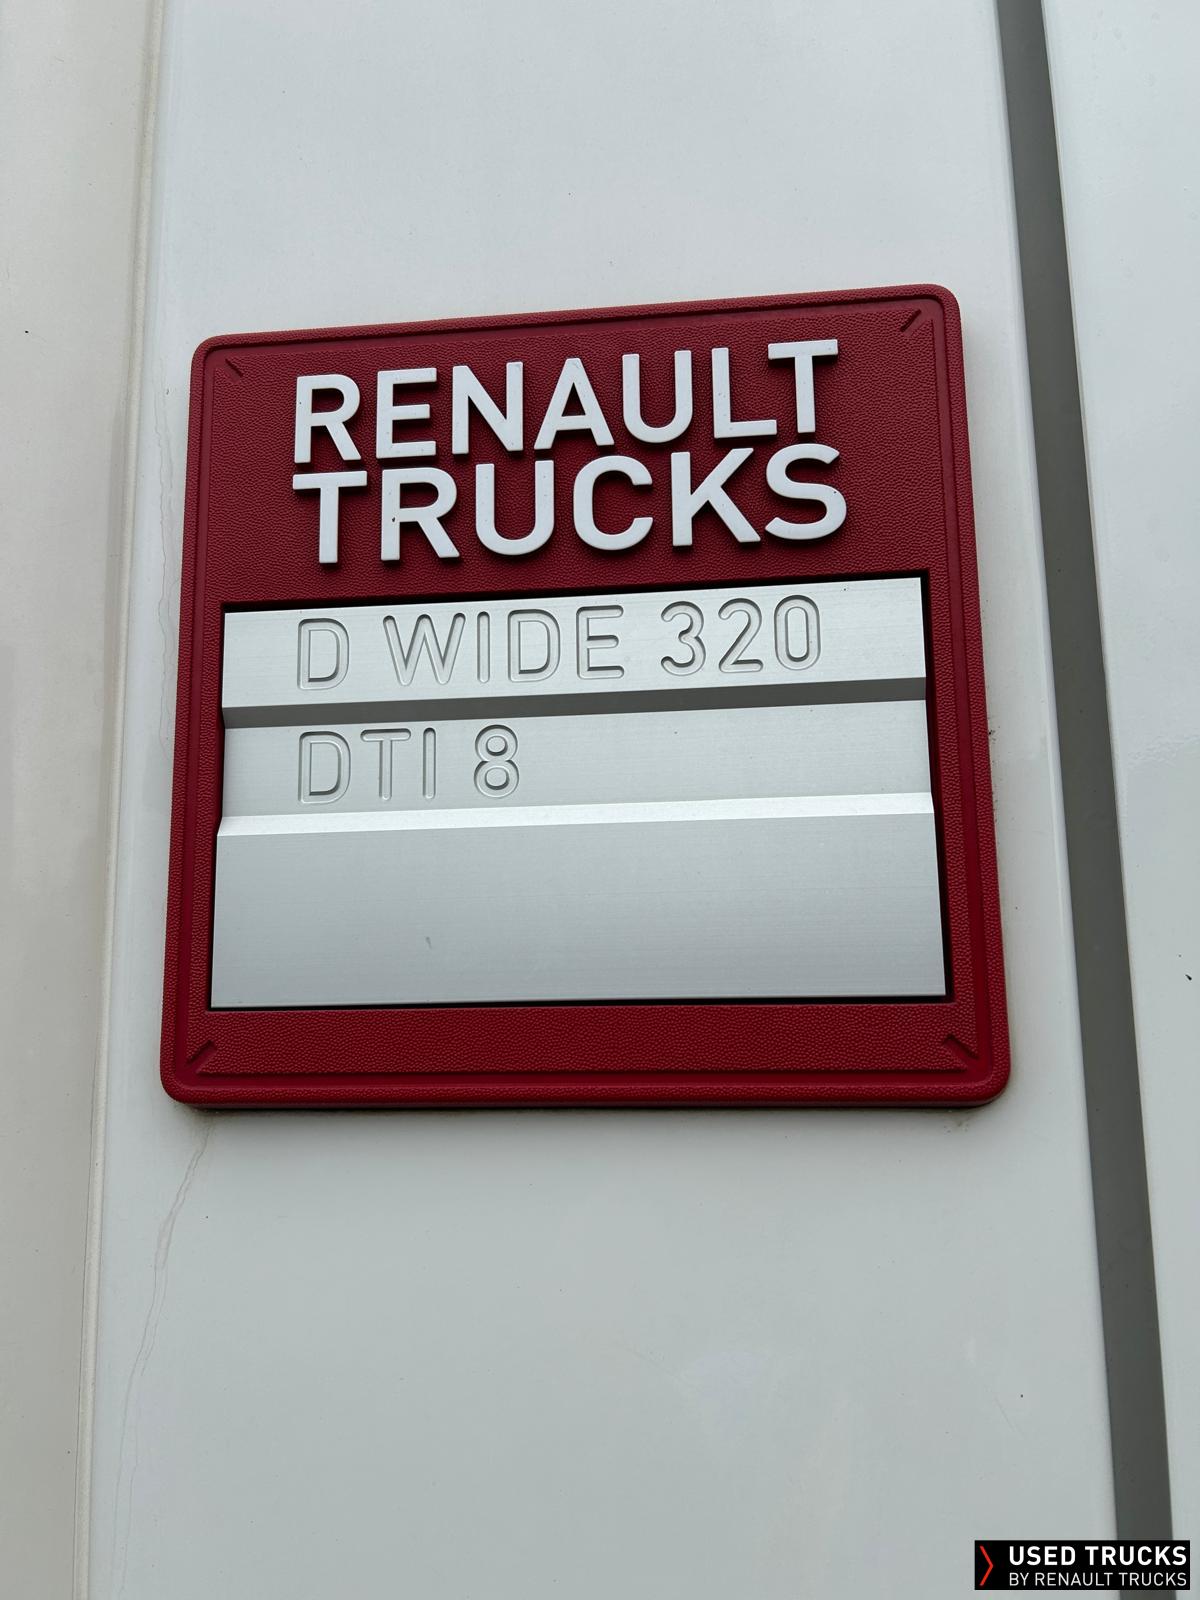 RENAULT
TRUCKS
D WIDE 320
DTI 8
USED TRUCKS
BY RENAULT TRUCKS